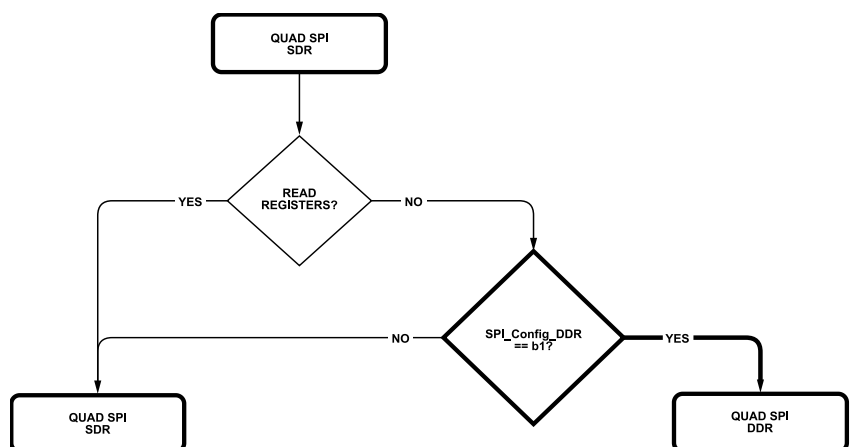 QUAD SPI
SDR
READ
REGISTERS?
YES
NO
SPI_Config_DDR
== b1?
NO
YES
QUAD SPI
SDR
QUAD SPI
DDR